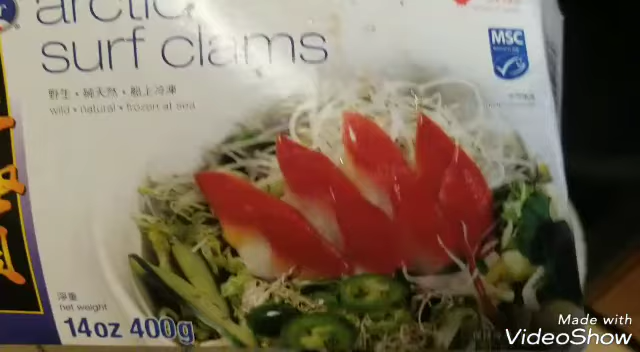 arctic
surf clams
MSC
野生•純天然•船上冷凍
wild • natural • frozen at sea
淨重
net weight
14oz 400g
Made with
VideoShow